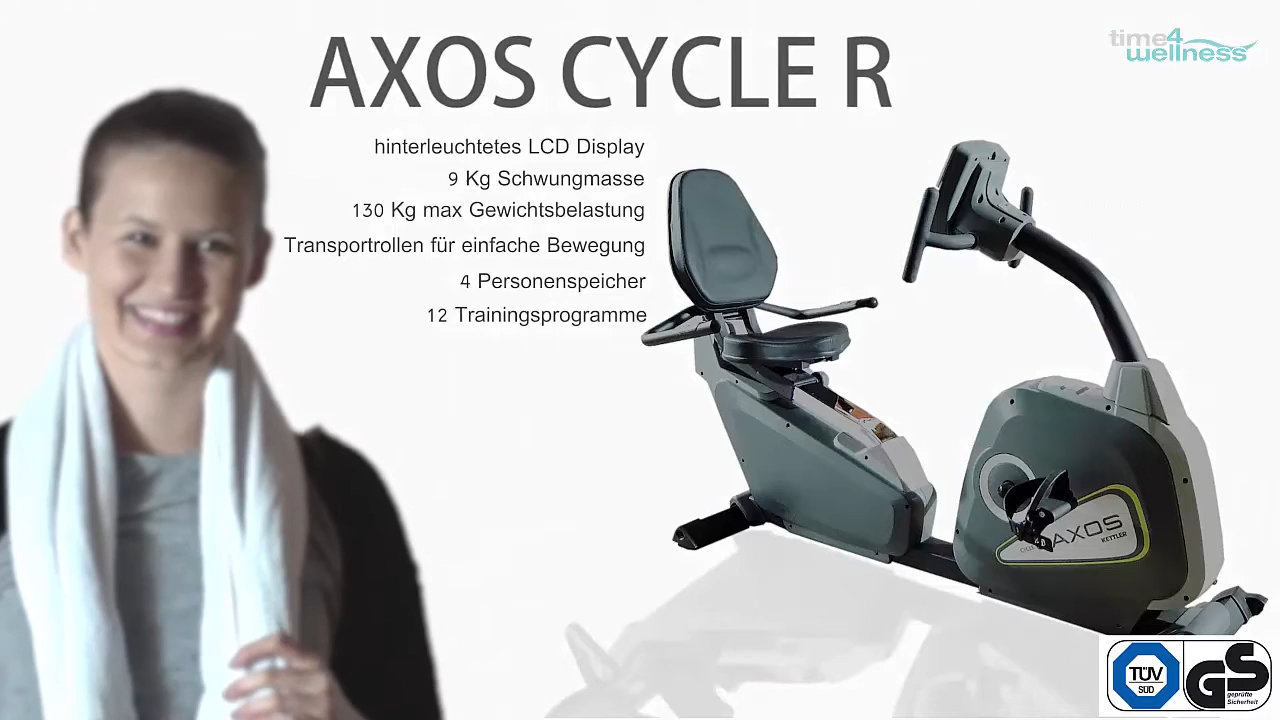 AXOS CYCLE R
time4
wellness
hinterleuchtetes LCD Display
9 Kg Schwungmasse
130 Kg max Gewichtsbelastung
Transportrollen für einfache Bewegung
4 Personenspeicher
12 Trainingsprogramme
AXOS
KETTLER
TÜV
SÜD
GS
geprüfte
Sicherheit